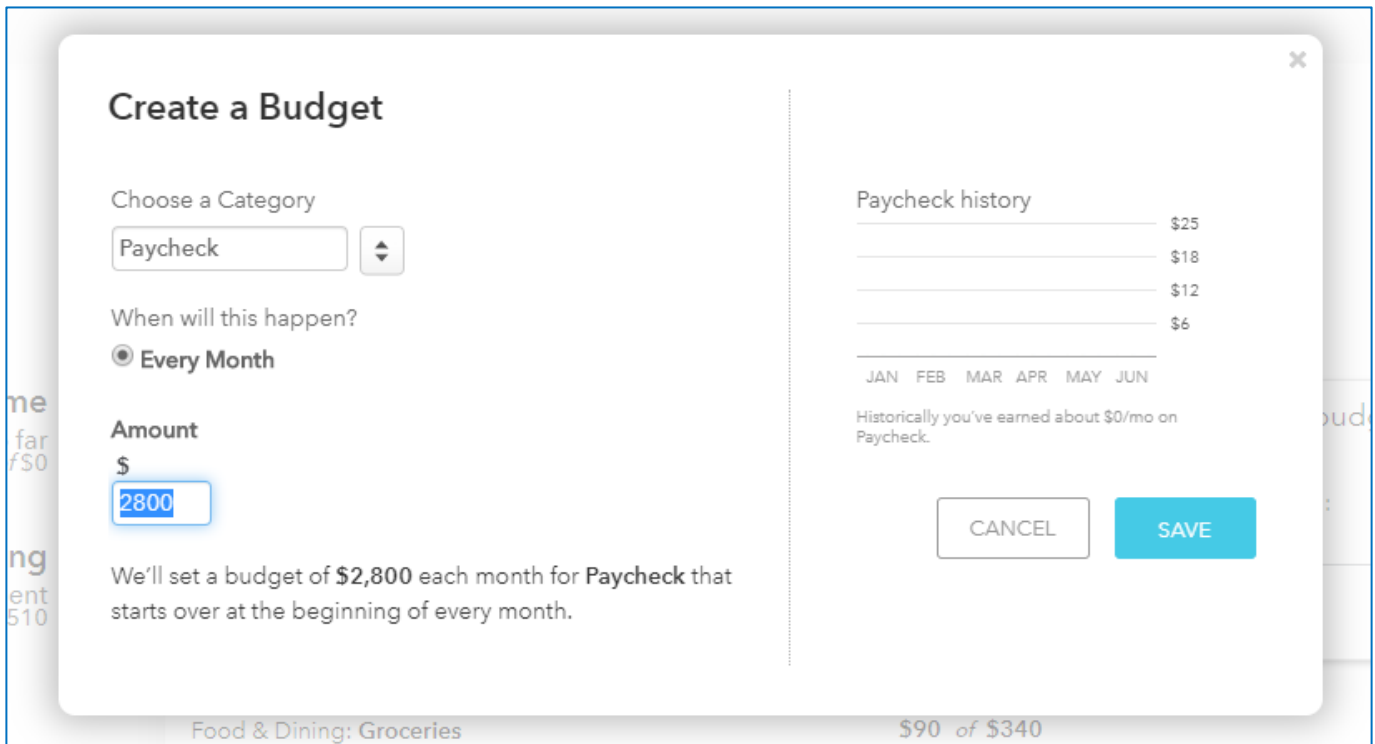 ×
Create a Budget
Choose a Category
Paycheck
When will this happen?
Every Month
Amount
$
2800
We'll set a budget of $2,800 each month for Paycheck that
starts over at the beginning of every month.
Paycheck history
$25
$18
$12
$6
JAN FEB MAR APR MAY JUN
Historically you've earned about $0/mo on
Paycheck.
CANCEL
SAVE
me
far
f $0
ng
ent
510
bud
:
Food & Dining: Groceries
$90 of $340